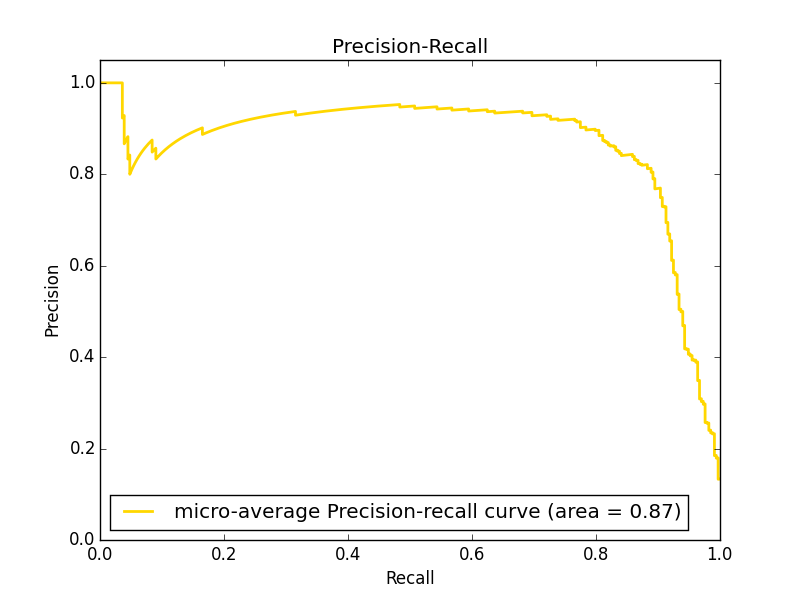 Precision-Recall
1.0
0.8
0.6
0.4
0.2
0.0
Precision
micro-average Precision-recall curve (area = 0.87)
0.0 0.2 0.4 0.6 0.8 1.0
Recall